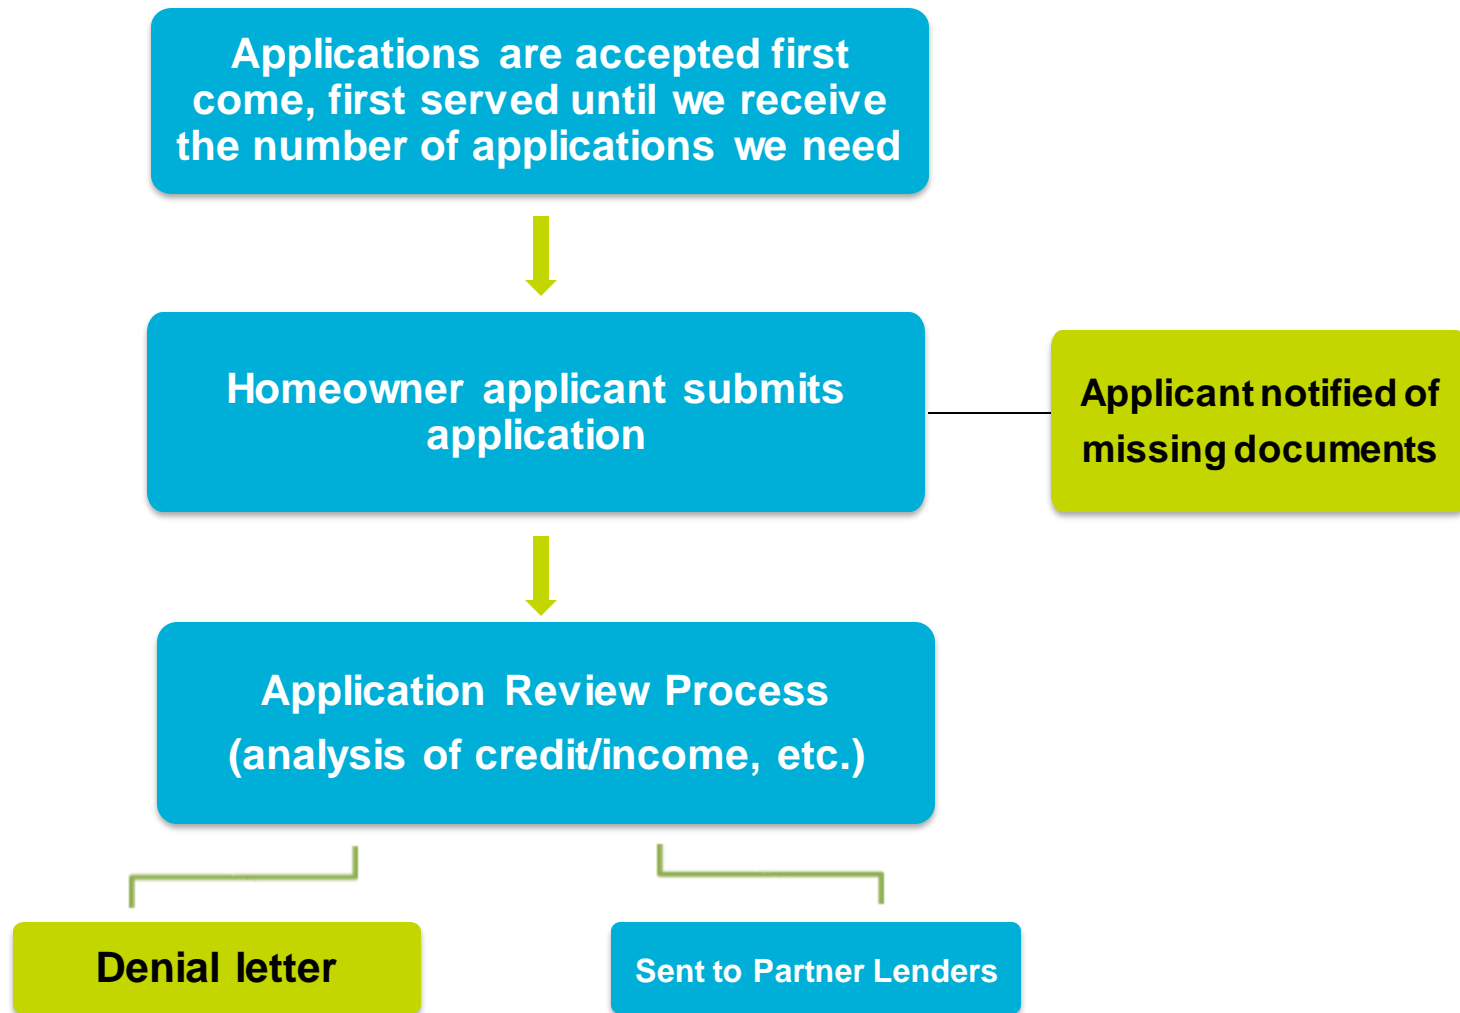 Applications are accepted first
come, first served until we receive
the number of applications we need
Homeowner applicant submits
application
Applicant notified of
missing documents
Application Review Process
(analysis of credit/income, etc.)
Denial letter
Sent to Partner Lenders